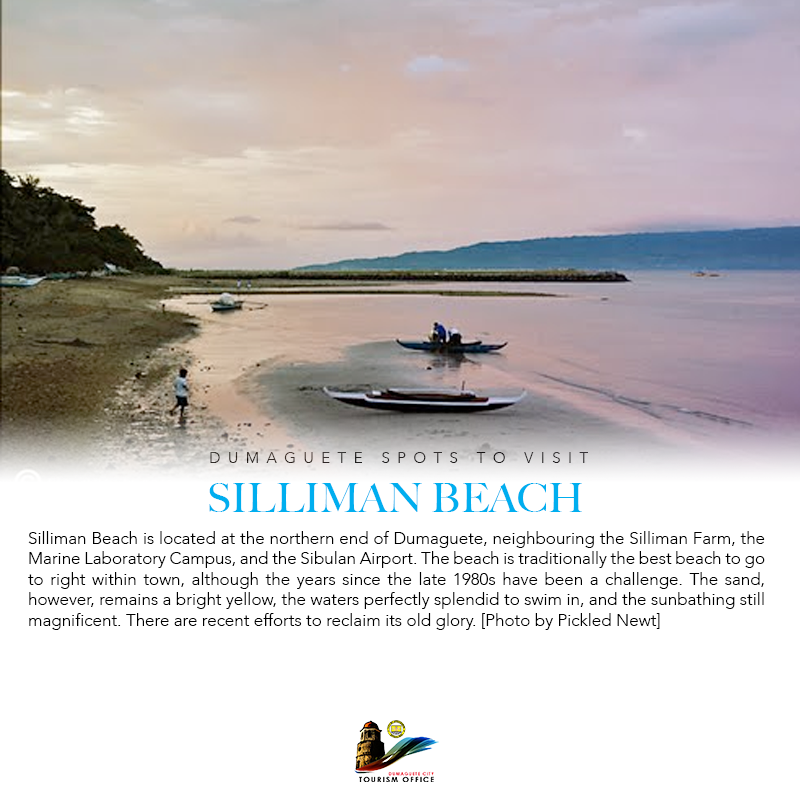 DUMAGUETE SPOTS TO VISIT
SILLIMAN BEACH
Silliman Beach is located at the northern end of Dumaguete, neighbouring the Silliman Farm, the
Marine Laboratory Campus, and the Sibulan Airport. The beach is traditionally the best beach to go
to right within town, although the years since the late 1980s have been a challenge. The sand,
however, remains a bright yellow, the waters perfectly splendid to swim in, and the sunbathing still
magnificent. There are recent efforts to reclaim its old glory. [Photo by Pickled Newt]
DUMAGUETE CITY
TOURISM OFFICE